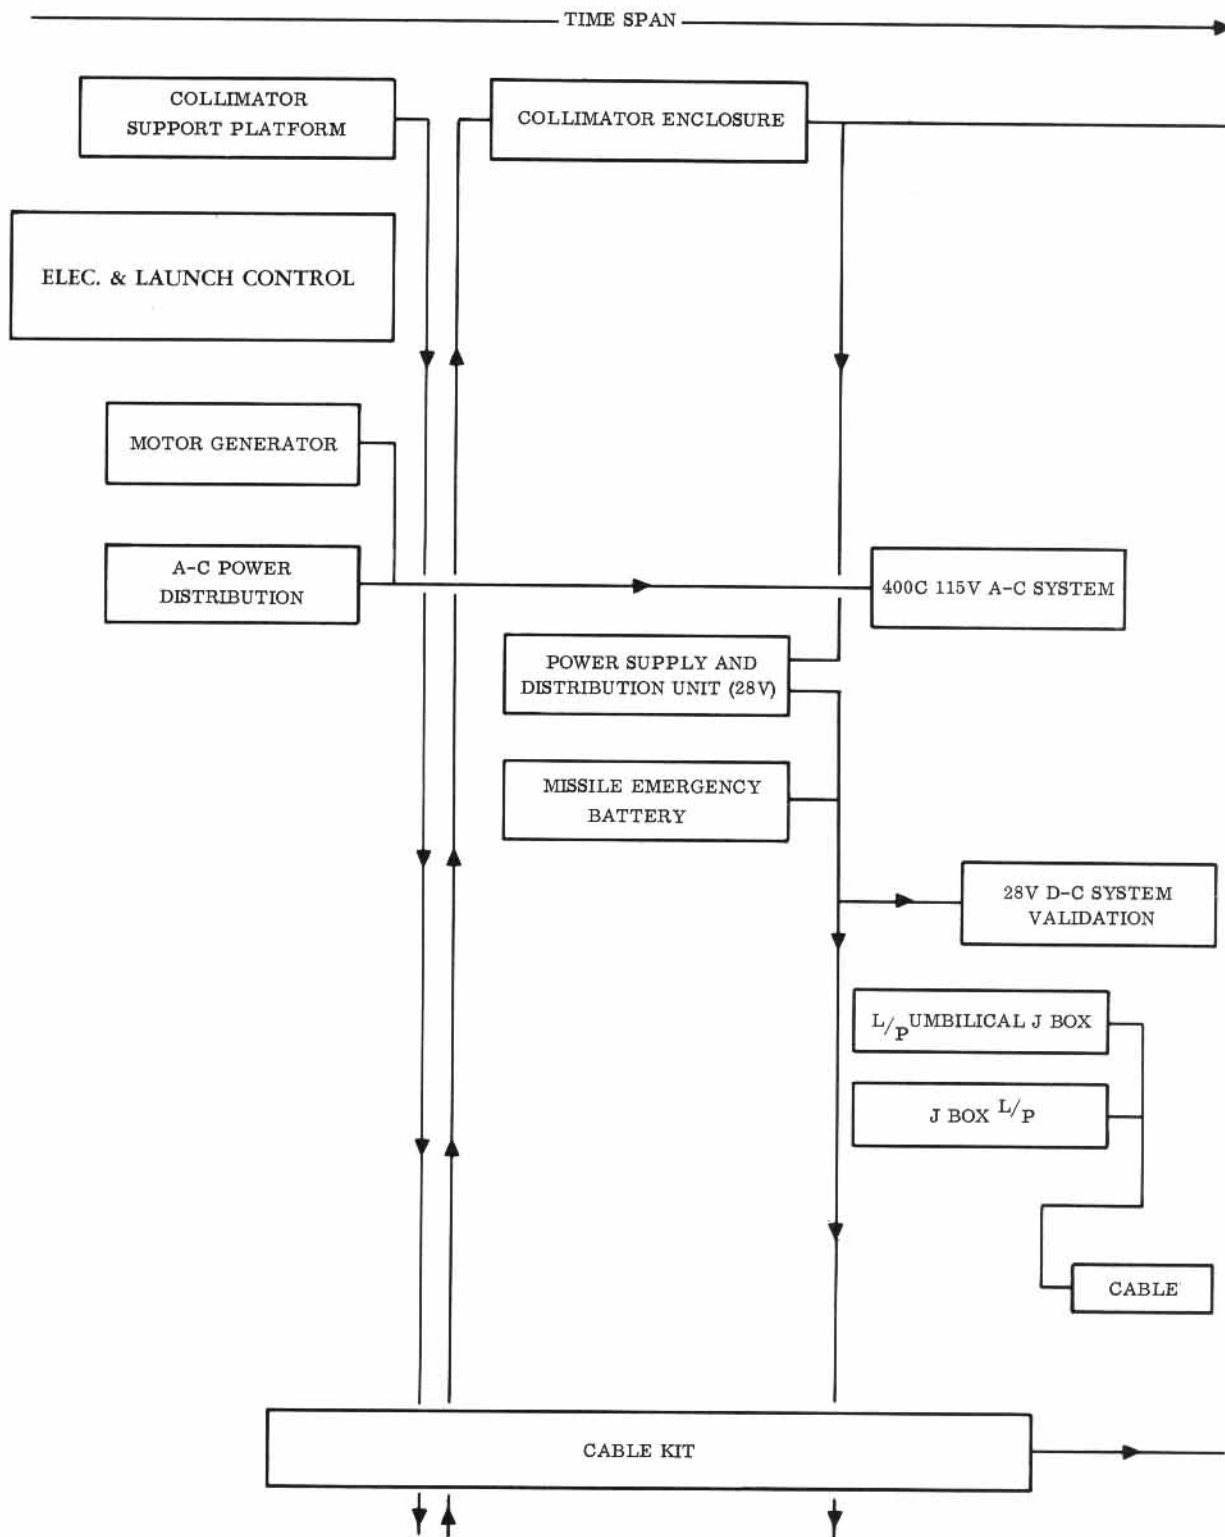 TIME SPAN
COLLIMATOR
SUPPORT PLATFORM
COLLIMATOR ENCLOSURE
ELEC. & LAUNCH CONTROL
MOTOR GENERATOR
A-C POWER
DISTRIBUTION
400C 115V A-C SYSTEM
POWER SUPPLY AND
DISTRIBUTION UNIT (28V)
MISSILE EMERGENCY
BATTERY
28V D-C SYSTEM
VALIDATION
L/P UMBILICAL J BOX
J BOX L/P
CABLE
CABLE KIT